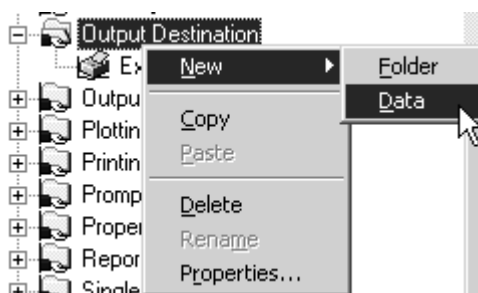 Output Destination
Ex
New
Folder
Outpu
Data
Plottin
Copy
Printin
Paste
Promp
Delete
Proper
Rename
Repor
Properties...
Single